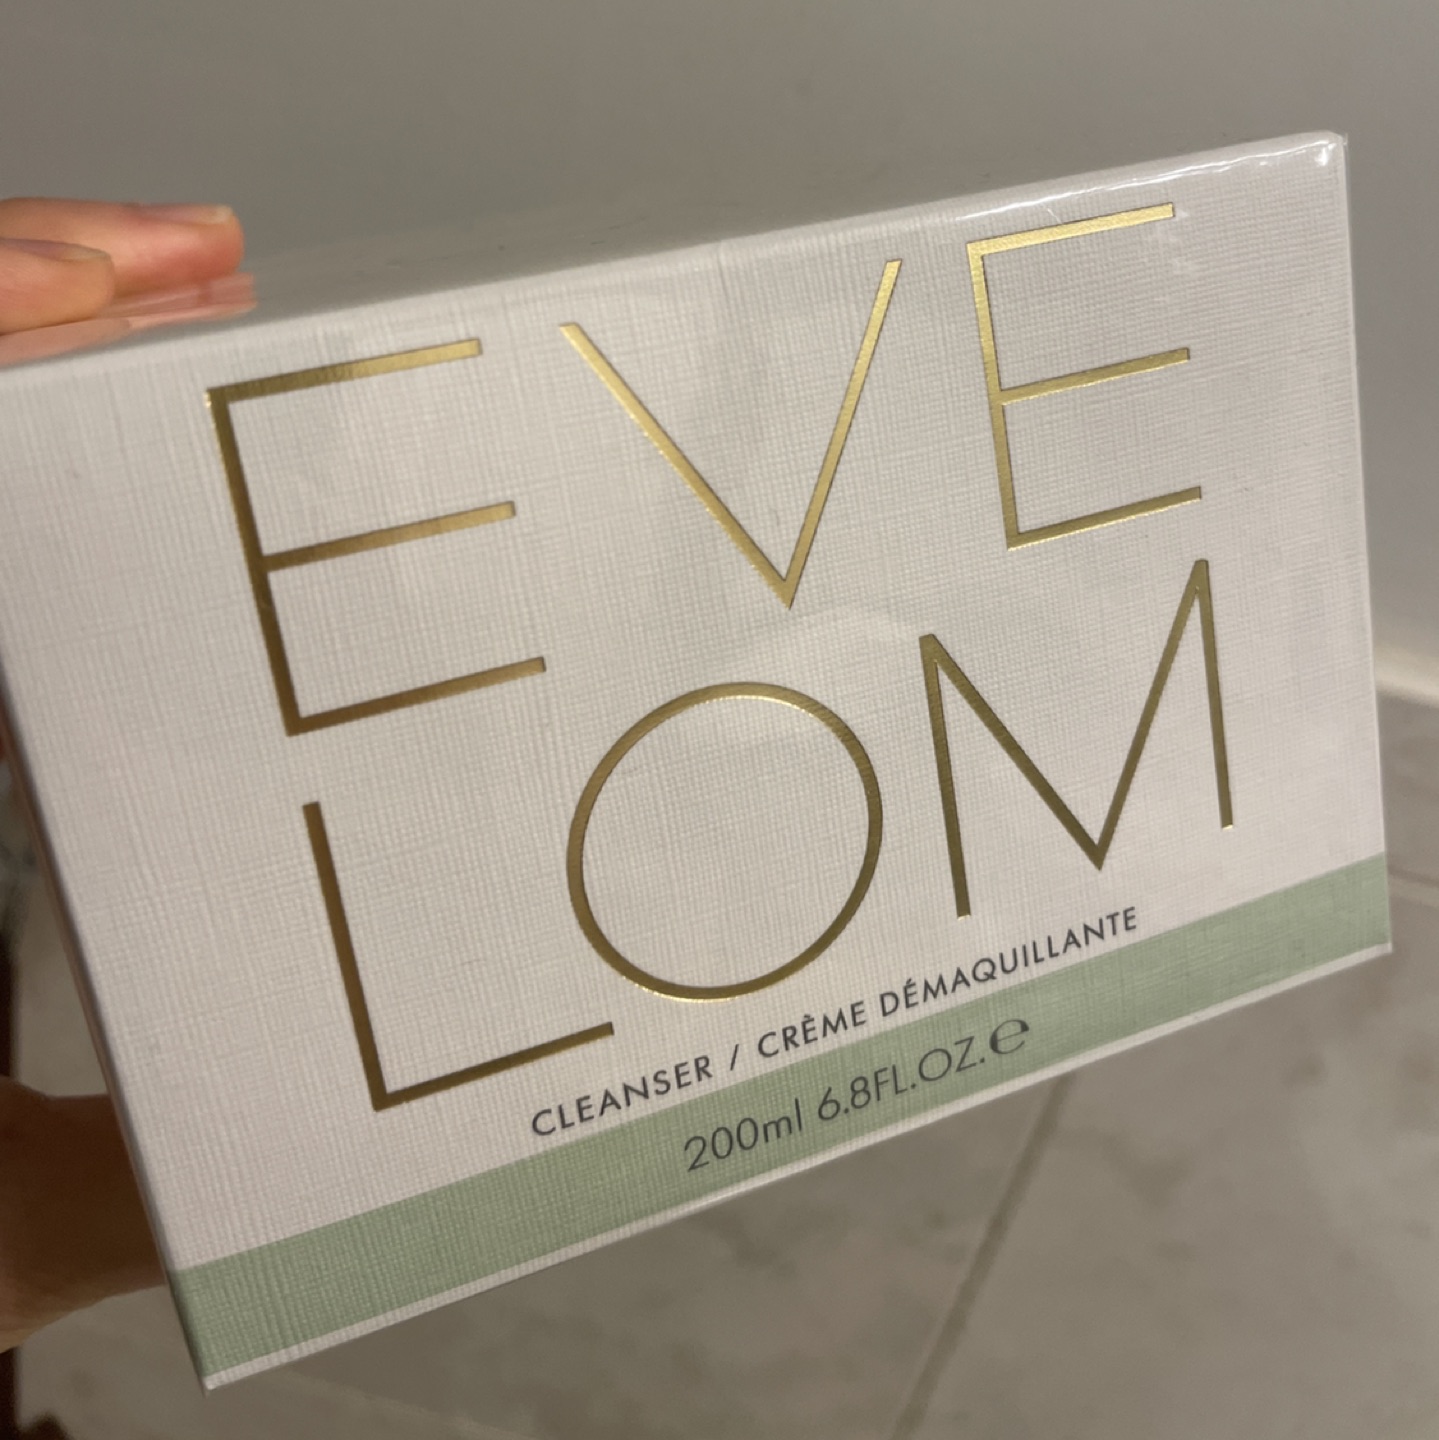 EVE
LOM
CLEANSER / CRÈME DÉMAQUILLANTE
200ml 6.8FL.OZ.℮